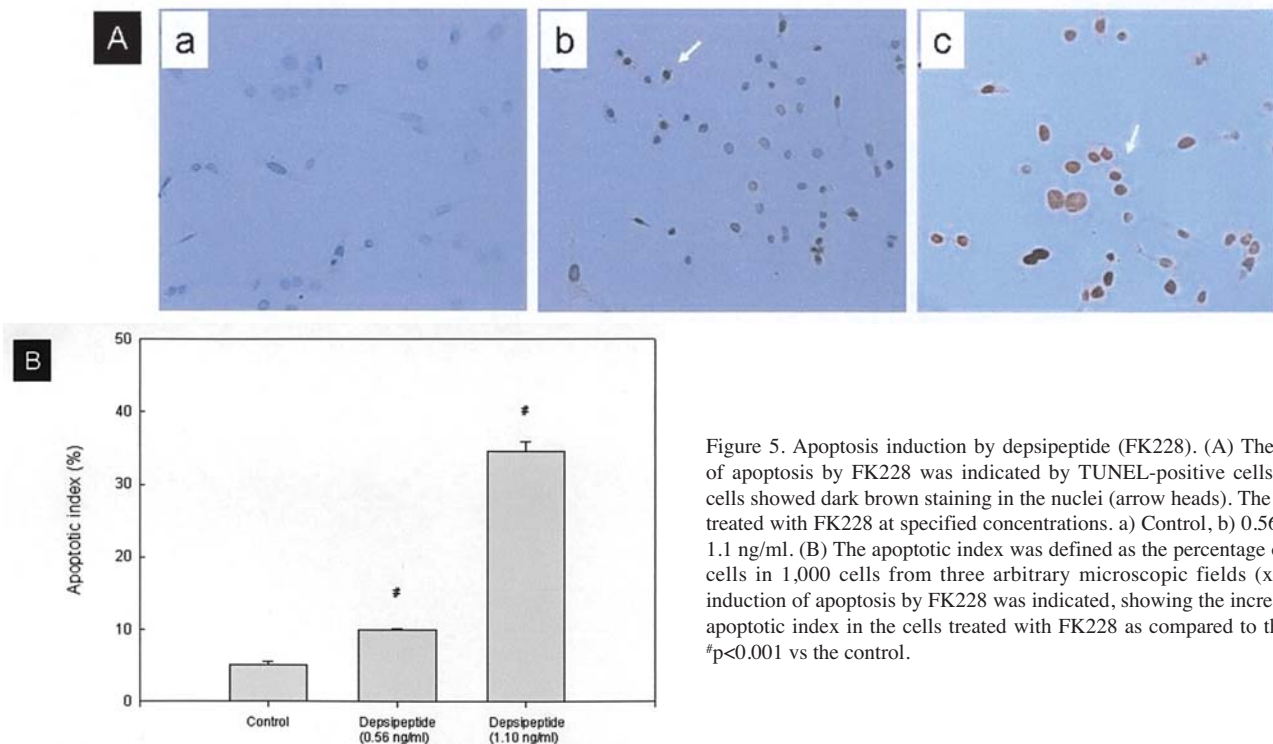 A
a
b
c
B
50
40
30
20
10
0
Apoptotic index (%)
#
#
Control
Depsipeptide
(0.56 ng/ml)
Depsipeptide
(1.10 ng/ml)
Figure 5. Apoptosis induction by depsipeptide (FK228). (A) The
of apoptosis by FK228 was indicated by TUNEL-positive cells
cells showed dark brown staining in the nuclei (arrow heads). The
treated with FK228 at specified concentrations. a) Control, b) 0.56
1.1 ng/ml. (B) The apoptotic index was defined as the percentage
cells in 1,000 cells from three arbitrary microscopic fields (x
induction of apoptosis by FK228 was indicated, showing the incre
apoptotic index in the cells treated with FK228 as compared to th
#p<0.001 vs the control.